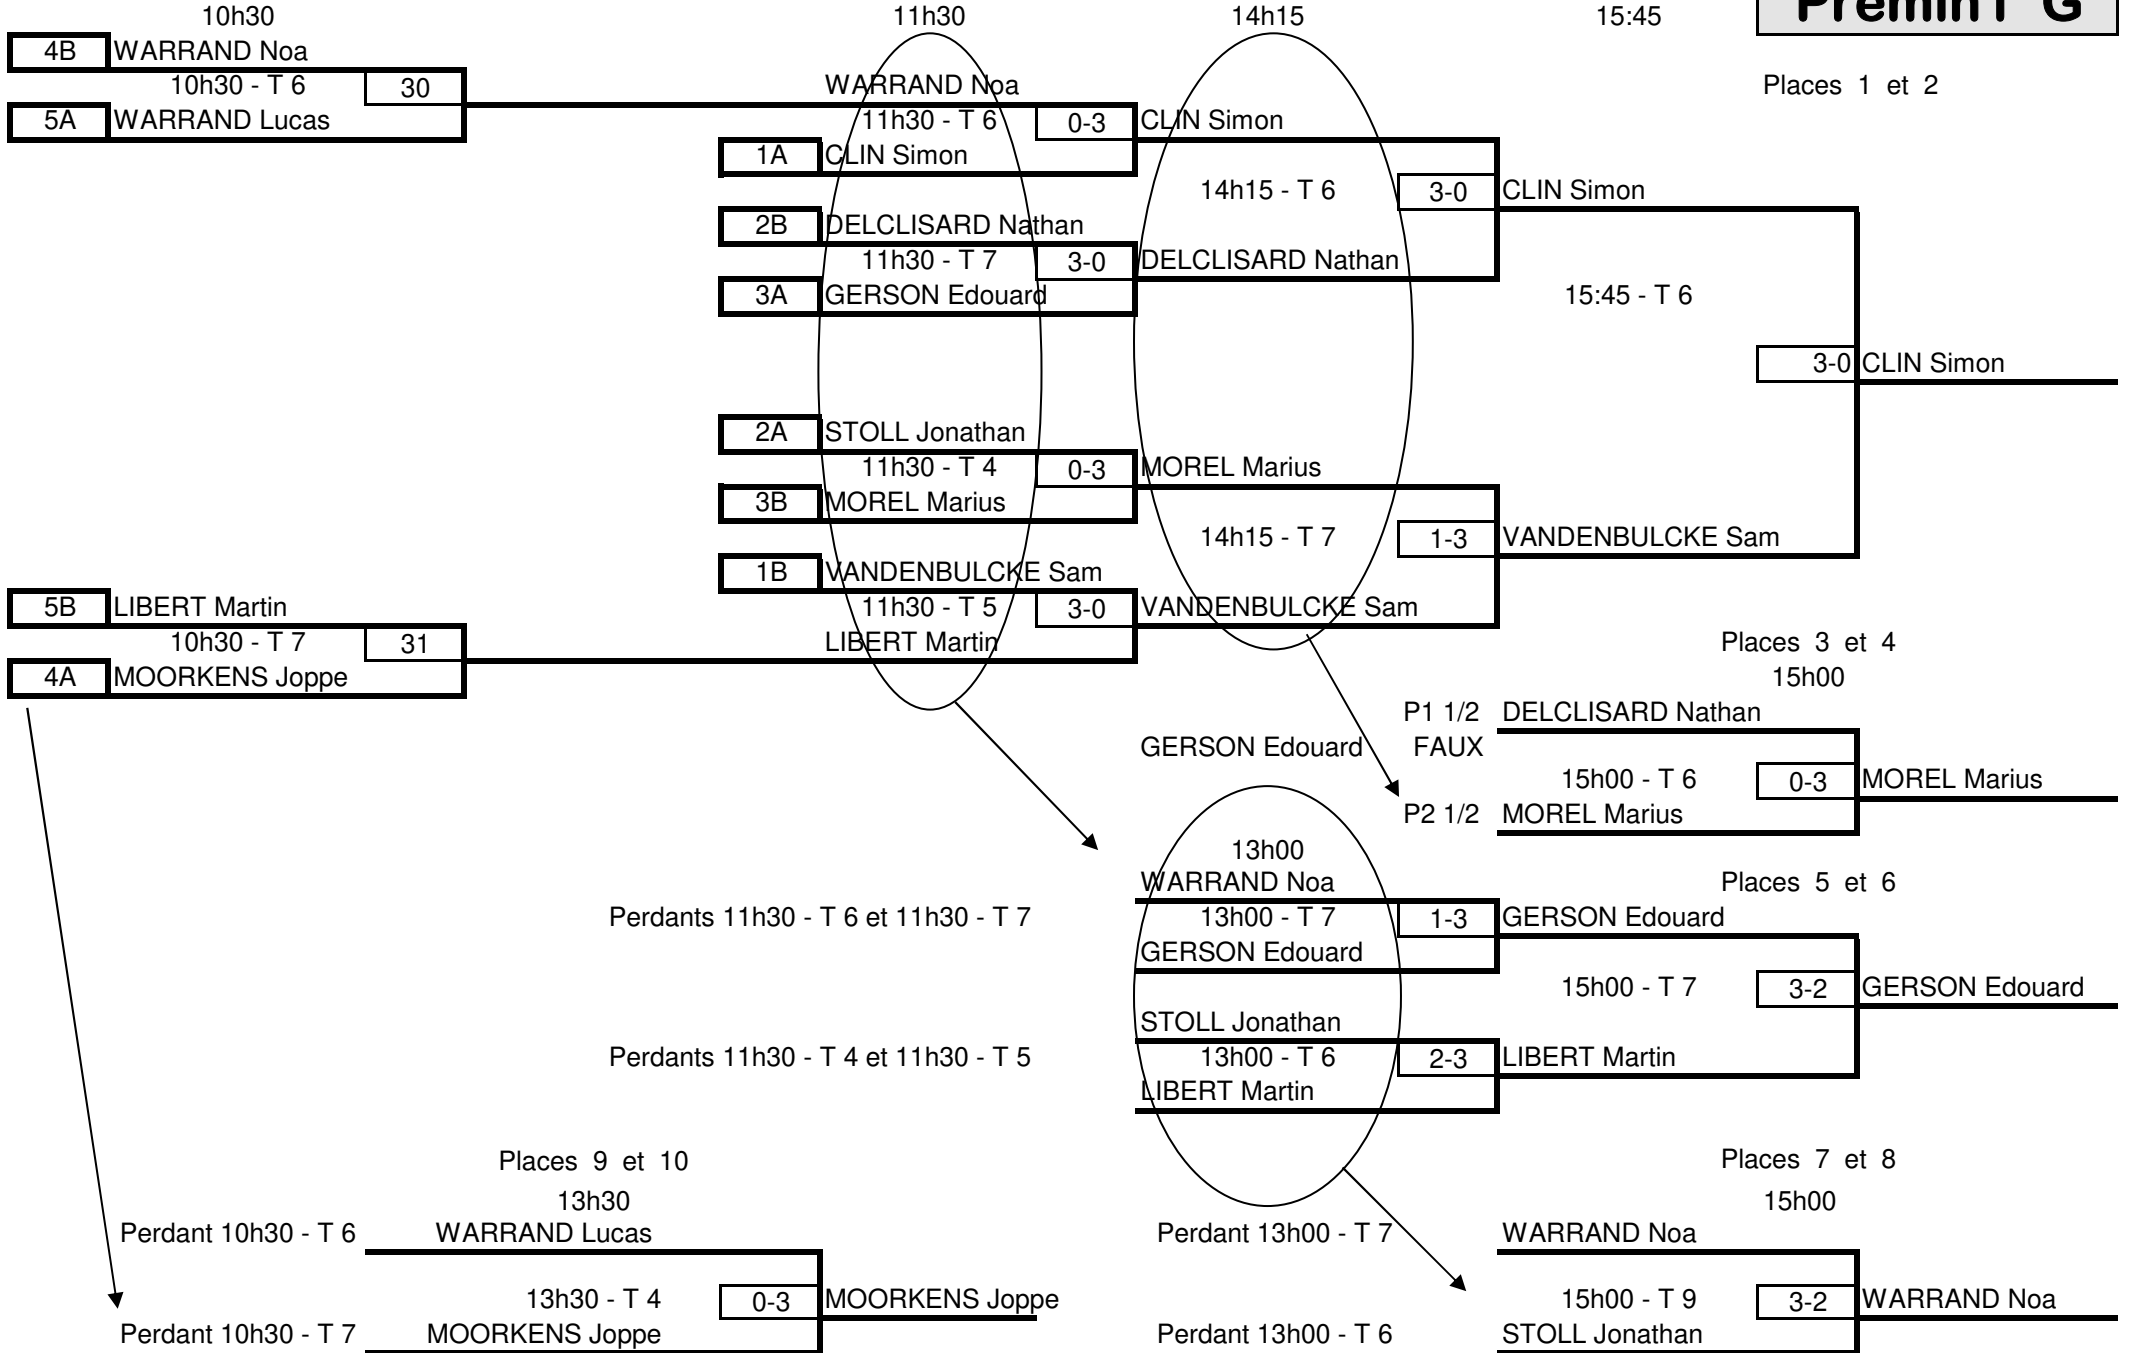 10h30 11h30 14h15 15:45 Premin1 G
4B WARRAND Noa
10h30 - T 6 30 WARRAND Noa Places 1 et 2
5A WARRAND Lucas 11h30 - T 6 0-3 CLIN Simon
1A CLIN Simon
14h15 - T 6 3-0 CLIN Simon
2B DELCLISARD Nathan
11h30 - T 7 3-0 DELCLISARD Nathan
3A GERSON Edouard 15:45 - T 6
3-0 CLIN Simon
2A STOLL Jonathan
11h30 - T 4 0-3 MOREL Marius
3B MOREL Marius
14h15 - T 7 1-3 VANDENBULCKE Sam
1B VANDENBULCKE Sam
5B LIBERT Martin 11h30 - T 5 3-0 VANDENBULCKE Sam
10h30 - T 7 31 LIBERT Martin Places 3 et 4
4A MOORKENS Joppe 15h00
P1 1/2 DELCLISARD Nathan
GERSON Edouard FAUX
15h00 - T 6 0-3 MOREL Marius
P2 1/2 MOREL Marius
13h00
WARRAND Noa Places 5 et 6
Perdants 11h30 - T 6 et 11h30 - T 7 13h00 - T 7 1-3 GERSON Edouard
GERSON Edouard
15h00 - T 7 3-2 GERSON Edouard
STOLL Jonathan
Perdants 11h30 - T 4 et 11h30 - T 5 13h00 - T 6 2-3 LIBERT Martin
LIBERT Martin
Places 9 et 10 Places 7 et 8
13h30 15h00
Perdant 10h30 - T 6 WARRAND Lucas Perdant 13h00 - T 7 WARRAND Noa
13h30 - T 4 0-3 MOORKENS Joppe 15h00 - T 9 3-2 WARRAND Noa
Perdant 10h30 - T 7 MOORKENS Joppe Perdant 13h00 - T 6 STOLL Jonathan